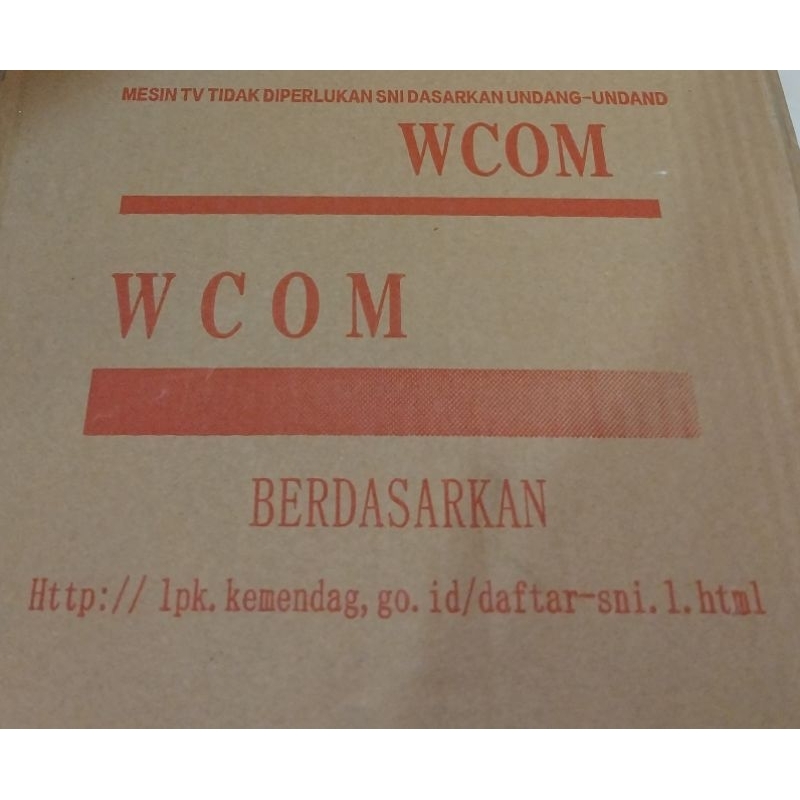 MESIN TV TIDAK DIPERLUKAN SNI DASARKAN UNDANG-UNDAND
WCOM
WCOM
BERDASARKAN
Http:// lpk.kemendag,go.id/daftar-sni.1.html